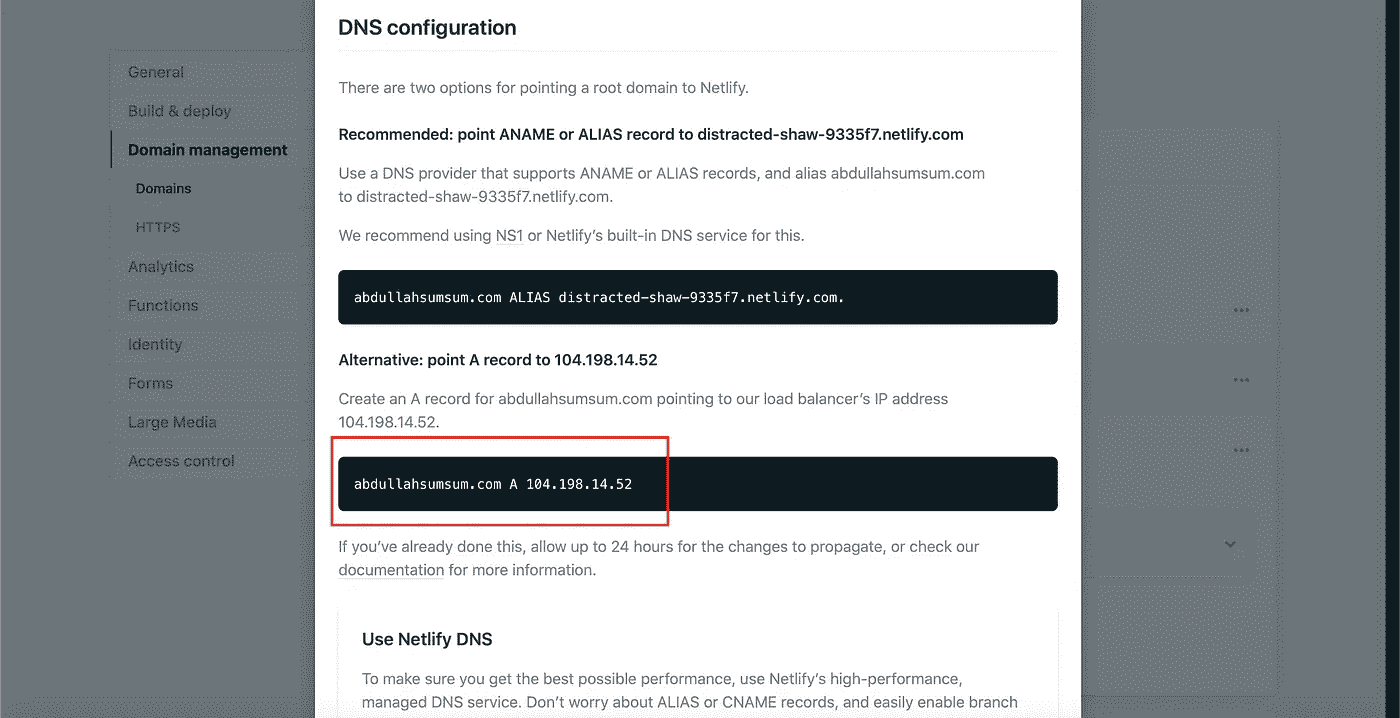 General
Build & deploy
Domain management
Domains
HTTPS
Analytics
Functions
Identity
Forms
Large Media
Access control
DNS configuration
There are two options for pointing a root domain to Netlify.
Recommended: point ANAME or ALIAS record to distracted-shaw-9335f7.netlify.com
Use a DNS provider that supports ANAME or ALIAS records, and alias abdullahsumsum.com
to distracted-shaw-9335f7.netlify.com.
We recommend using NS1 or Netlify’s built-in DNS service for this.
abdullahsumsum.com ALIAS distracted-shaw-9335f7.netlify.com.
Alternative: point A record to 104.198.14.52
Create an A record for abdullahsumsum.com pointing to our load balancer’s IP address
104.198.14.52.
abdullahsumsum.com A 104.198.14.52
If you’ve already done this, allow up to 24 hours for the changes to propagate, or check our
documentation for more information.
Use Netlify DNS
To make sure you get the best possible performance, use Netlify’s high-performance,
managed DNS service. Don’t worry about ALIAS or CNAME records, and easily enable branch